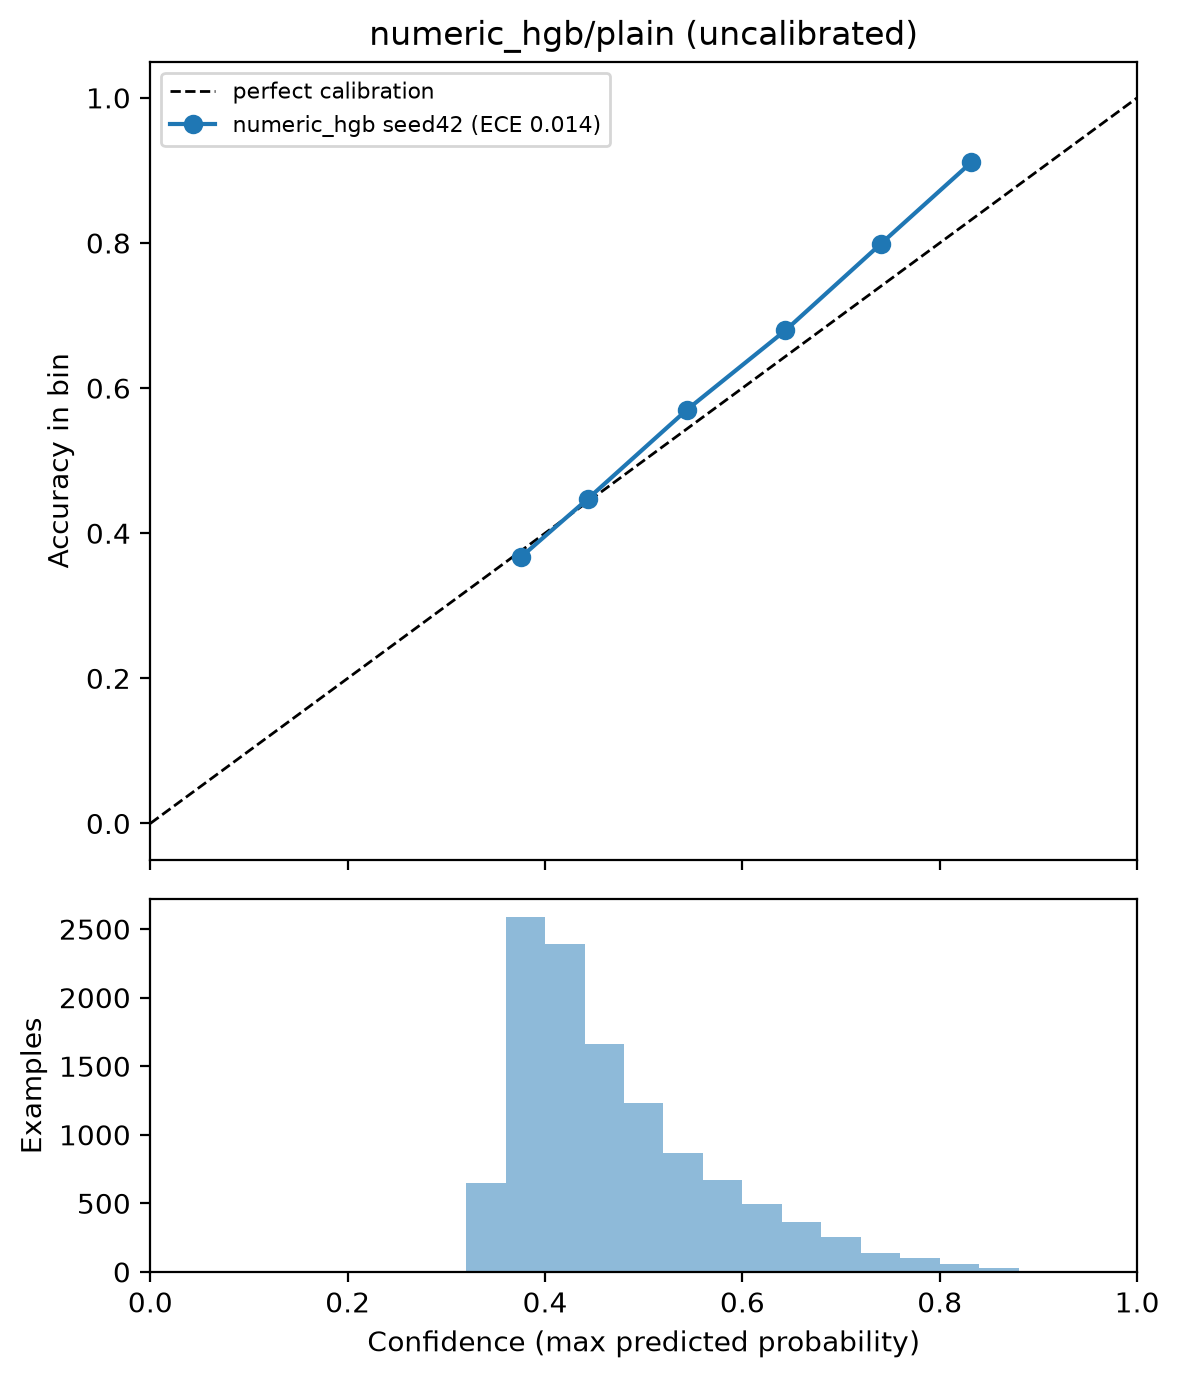 numeric_hgb/plain (uncalibrated)
perfect calibration
numeric_hgb seed42 (ECE 0.014)
1.0
0.8
0.6
0.4
0.2
0.0
Accuracy in bin
2500
2000
1500
1000
500
0
Examples
0.0 0.2 0.4 0.6 0.8 1.0
Confidence (max predicted probability)